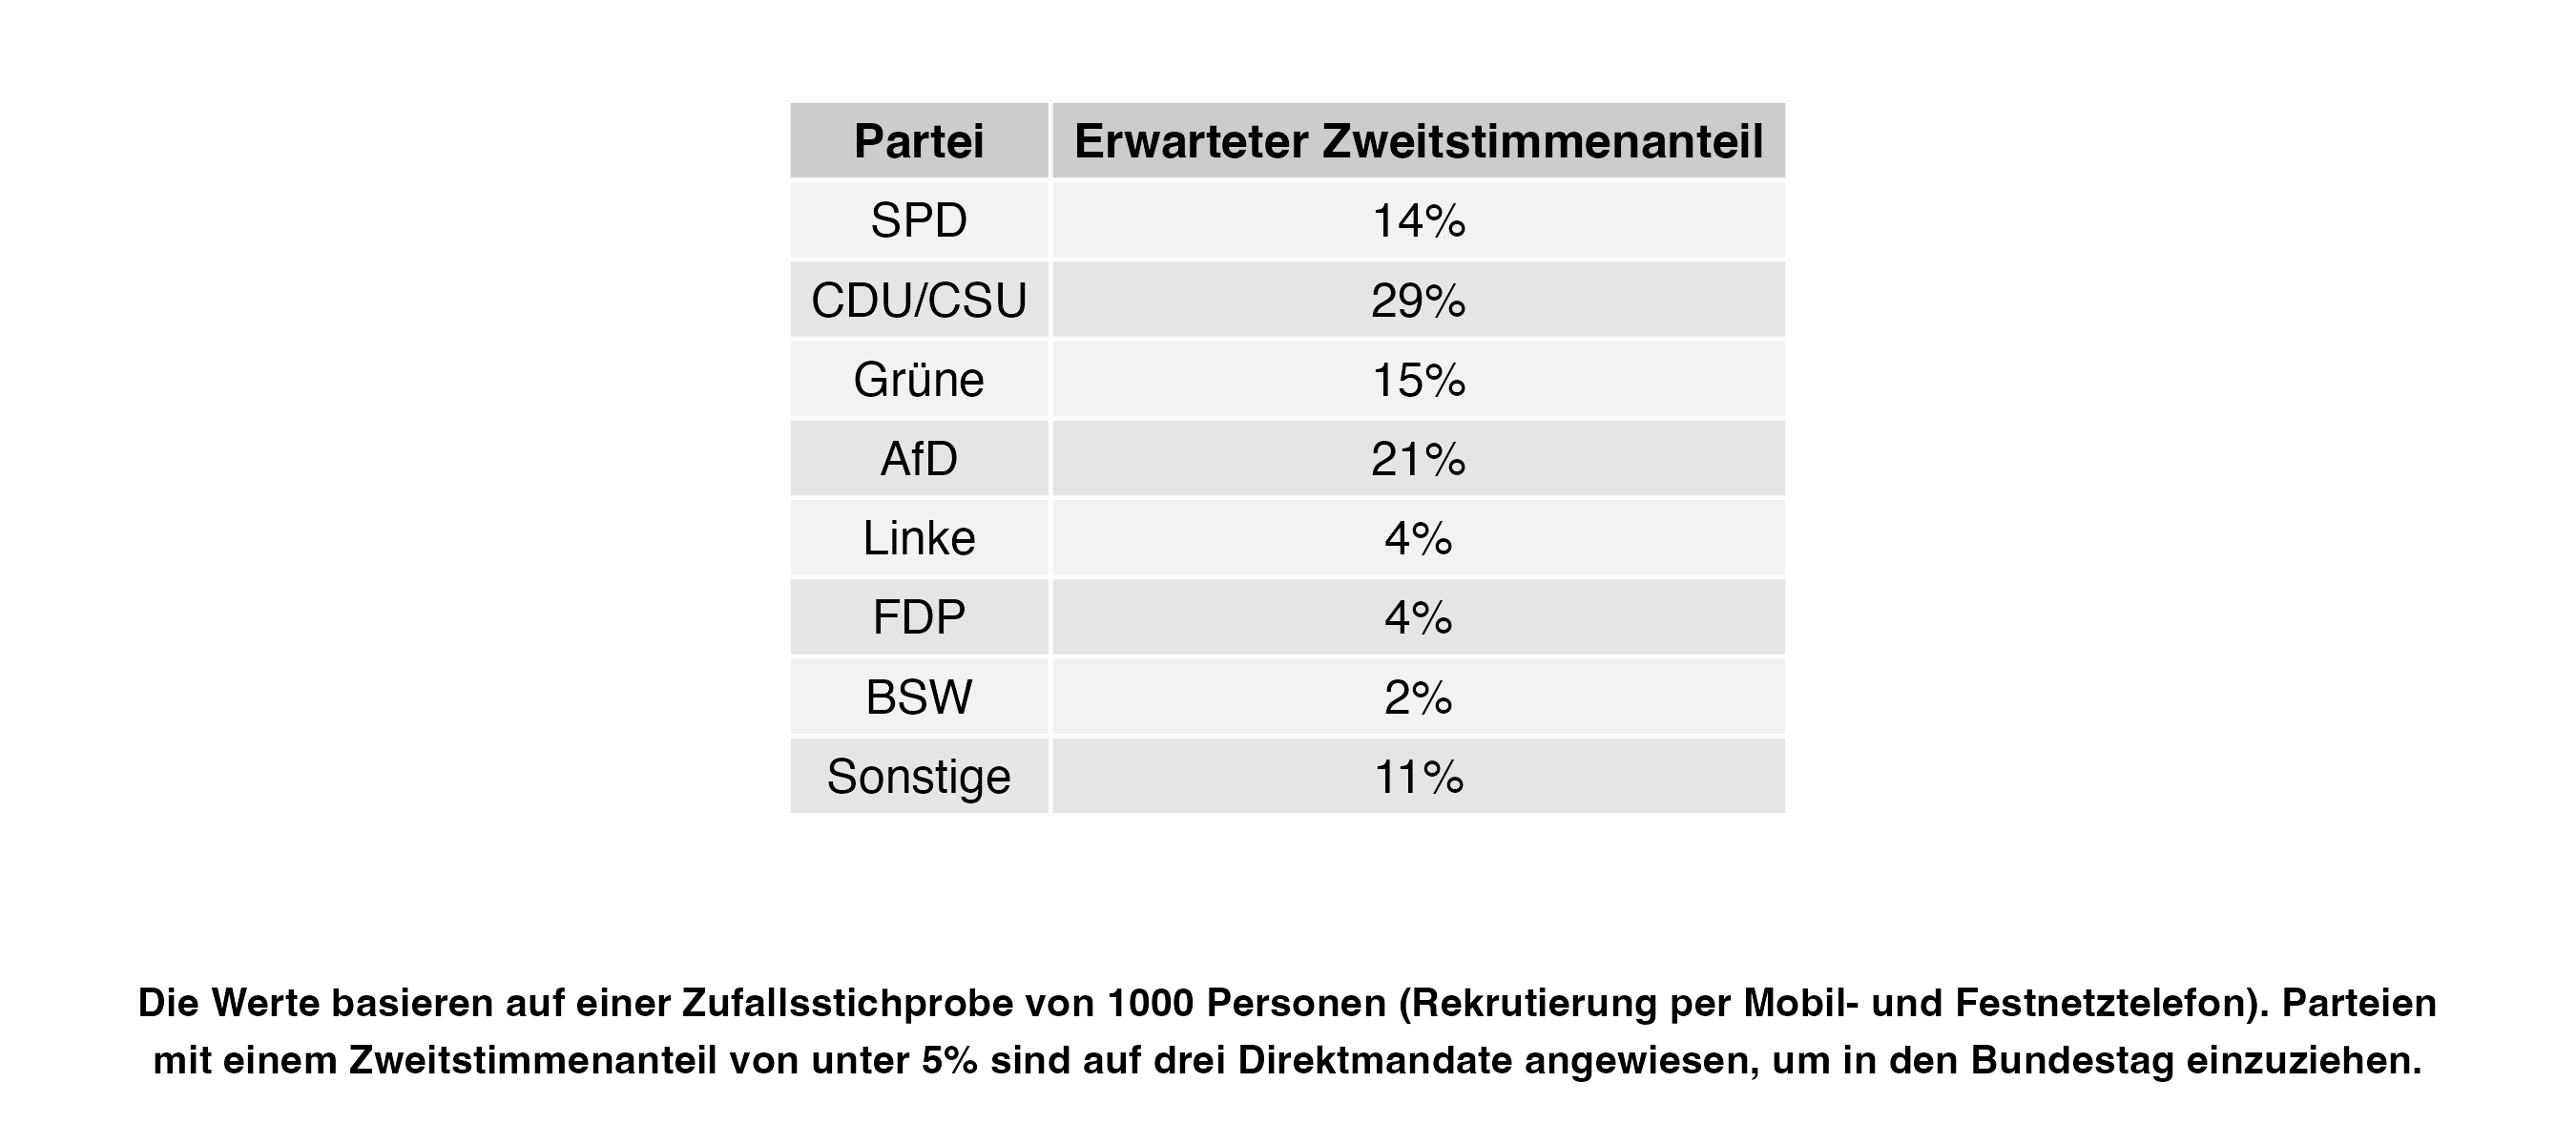 Partei Erwarteter Zweitstimmenanteil
SPD 14%
CDU/CSU 29%
Grüne 15%
AfD 21%
Linke 4%
FDP 4%
BSW 2%
Sonstige 11%
Die Werte basieren auf einer Zufallsstichprobe von 1000 Personen (Rekrutierung per Mobil- und Festnetztelefon). Parteien
mit einem Zweitstimmenanteil von unter 5% sind auf drei Direktmandate angewiesen, um in den Bundestag einzuziehen.